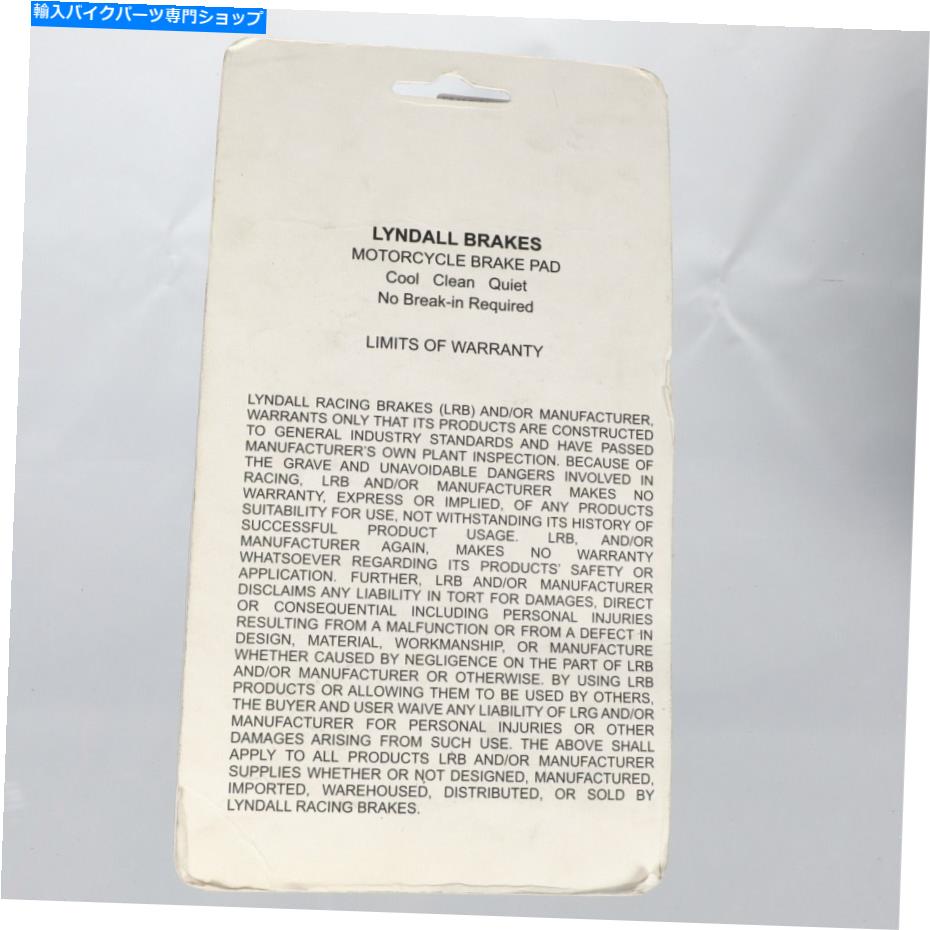 輸入バイクパーツ専門ショップ
LYNDALL BRAKES
MOTORCYCLE BRAKE PAD
Cool Clean Quiet
No Break-in Required
LIMITS OF WARRANTY
LYNDALL RACING BRAKES (LRB) AND/OR MANUFACTURER,
WARRANTS ONLY THAT ITS PRODUCTS ARE CONSTRUCTED
TO GENERAL INDUSTRY STANDARDS AND HAVE PASSED
MANUFACTURER'S OWN PLANT INSPECTION. BECAUSE OF
THE GRAVE AND UNAVOIDABLE DANGERS INVOLVED IN
RACING, LRB AND/OR MANUFACTURER MAKES NO
WARRANTY, EXPRESS OR IMPLIED, OF ANY PRODUCTS
SUITABILITY FOR USE, NOT WITHSTANDING ITS HISTORY OF
SUCCESSFUL PRODUCT USAGE. LRB, AND/OR
MANUFACTURER AGAIN, MAKES NO WARRANTY
WHATSOEVER REGARDING ITS PRODUCTS' SAFETY OR
APPLICATION. FURTHER, LRB AND/OR MANUFACTURER
DISCLAIMS ANY LIABILITY IN TORT FOR DAMAGES, DIRECT
OR CONSEQUENTIAL INCLUDING PERSONAL INJURIES
RESULTING FROM A MALFUNCTION OR FROM A DEFECT IN
DESIGN, MATERIAL, WORKMANSHIP, OR MANUFACTURE
WHETHER CAUSED BY NEGLIGENCE ON THE PART OF LRB
AND/OR MANUFACTURER OR OTHERWISE. BY USING LRB
PRODUCTS OR ALLOWING THEM TO BE USED BY OTHERS,
THE BUYER AND USER WAIVE ANY LIABILITY OF LRG AND/OR
MANUFACTURER FOR PERSONAL INJURIES OR OTHER
DAMAGES ARISING FROM SUCH USE. THE ABOVE SHALL
APPLY TO ALL PRODUCTS LRB AND/OR MANUFACTURER
SUPPLIES WHETHER OR NOT DESIGNED, MANUFACTURED,
IMPORTED, WAREHOUSED, DISTRIBUTED, OR SOLD BY
LYNDALL RACING BRAKES.